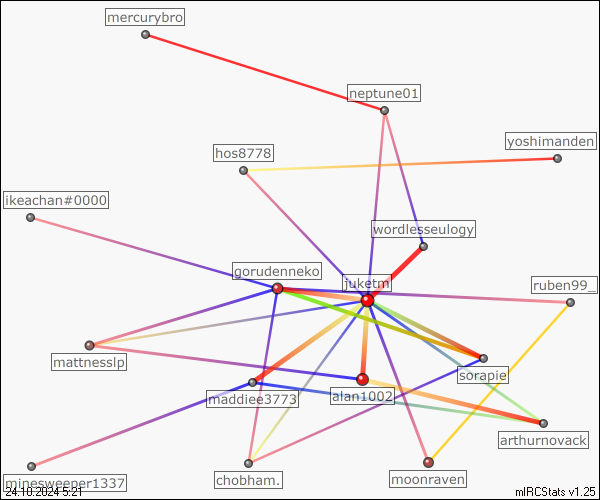 mercurybro
neptune01
yoshimanden
hos8778
ikeachan#0000
wordlesseulogy
gorudenneko
juketm
ruben99_
mattnesslp
sorapie
maddiee3773
alan1002
arthurnovack
minesweeper1337
chobham.
moonraven
24.10.2024 5:21
mIRCStats v1.25